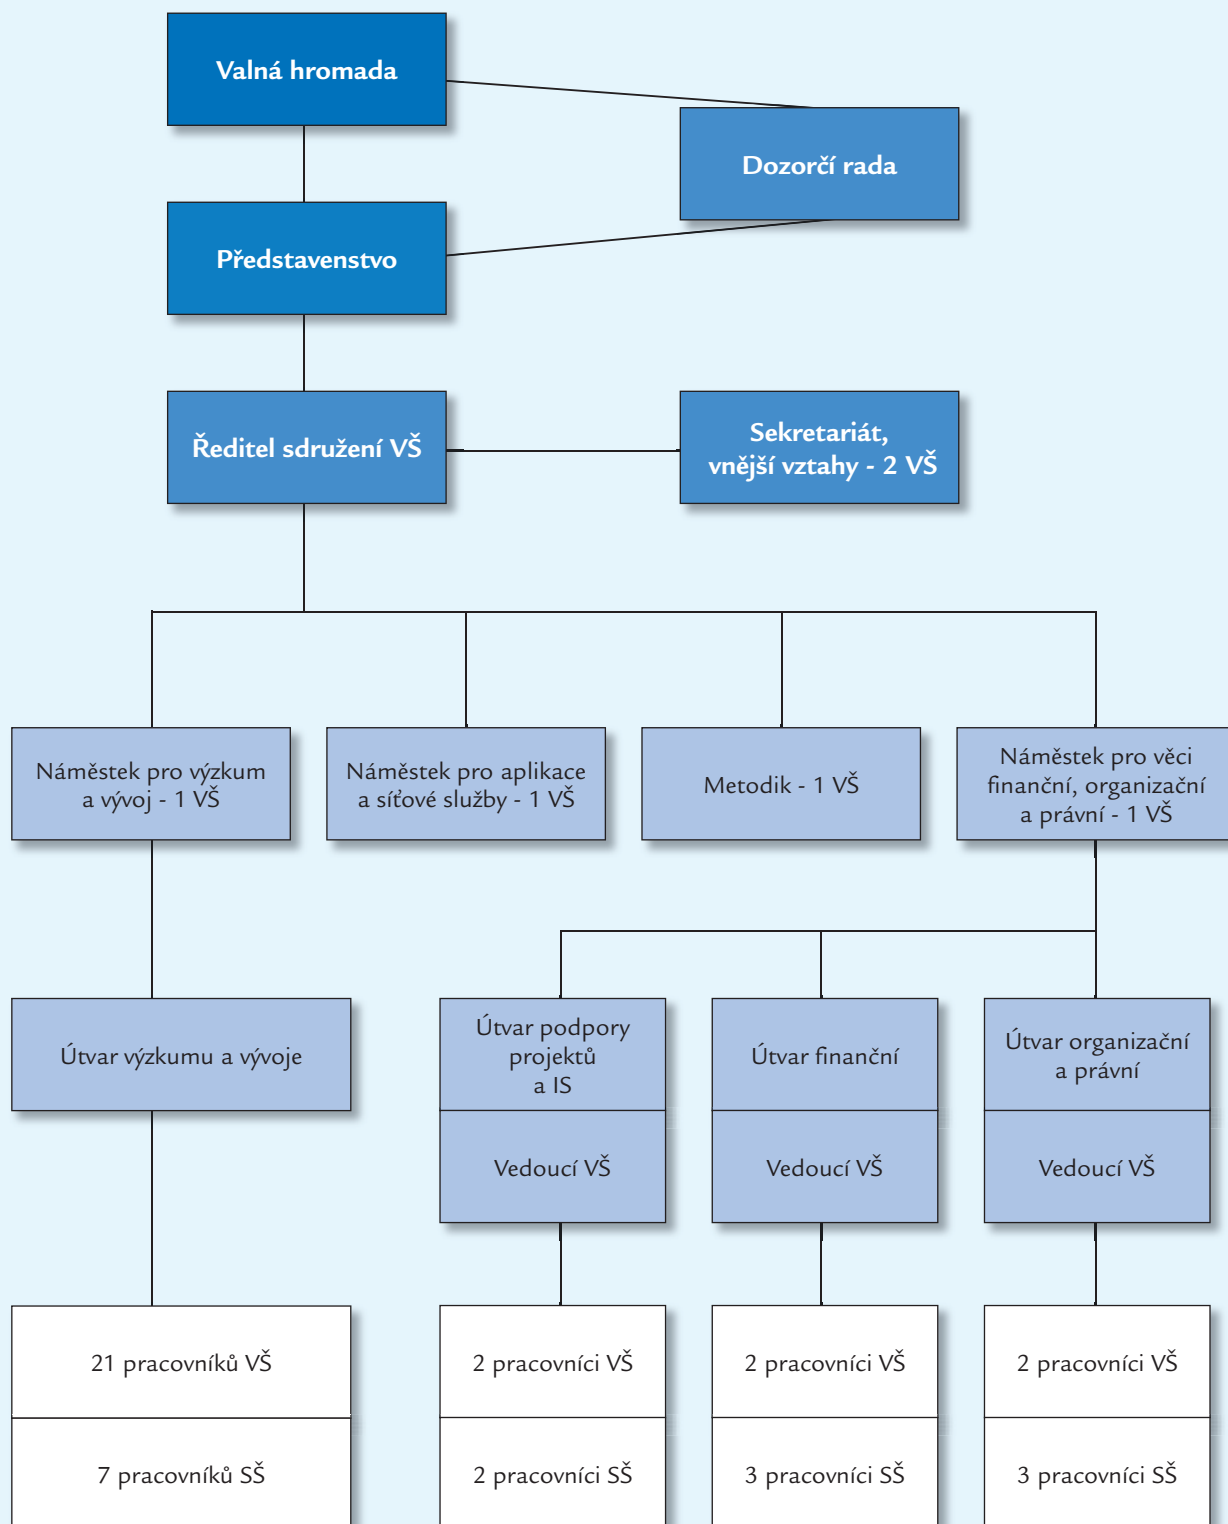 Valná hromada
Dozorčí rada
Představenstvo
Ředitel sdružení VŠ
Sekretariát,
vnější vztahy - 2 VŠ
Náměstek pro výzkum
a vývoj - 1 VŠ
Náměstek pro aplikace
a síťové služby - 1 VŠ
Metodik - 1 VŠ
Náměstek pro věci
finanční, organizační
a právní - 1 VŠ
Útvar výzkumu a vývoje
Útvar podpory
projektů
a IS
Vedoucí VŠ
Útvar finanční
Vedoucí VŠ
Útvar organizační
a právní
Vedoucí VŠ
21 pracovníků VŠ
7 pracovníků SŠ
2 pracovníci VŠ
2 pracovníci SŠ
2 pracovníci VŠ
3 pracovníci SŠ
2 pracovníci VŠ
3 pracovníci SŠ